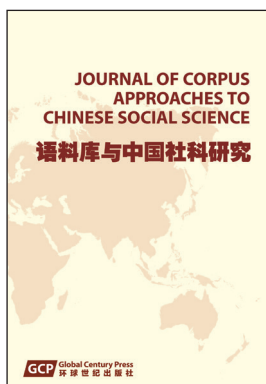 JOURNAL OF CORPUS
APPROACHES TO
CHINESE SOCIAL SCIENCE
语料库与中国社科研究
GCP Global Century Press
环球世纪出版社